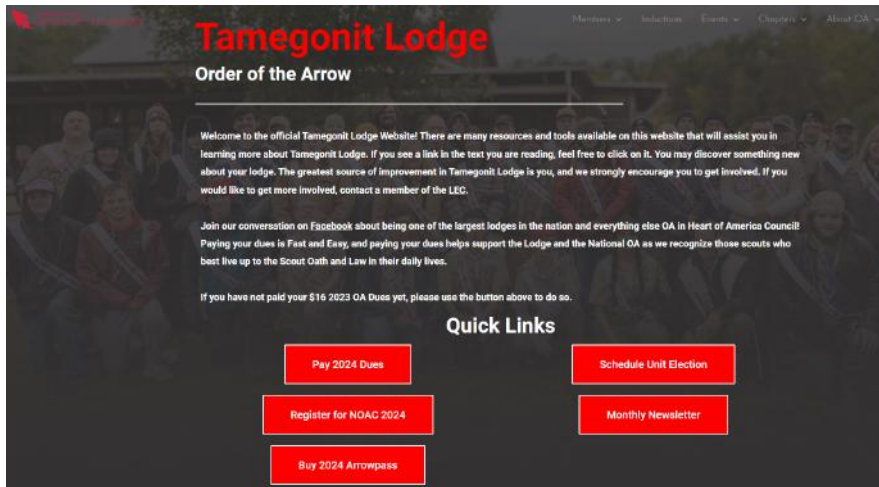 Members Inductions Events Chapters About OA
Tamegonit Lodge
Order of the Arrow
Welcome to the official Tamegonit Lodge Website! There are many resources and tools available on this website that will assist you in
learning more about Tamegonit Lodge. If you see a link in the text you are reading, feel free to click on it. You may discover something new
about your lodge. The greatest source of improvement in Tamegonit Lodge is you, and we strongly encourage you to get involved. If you
would like to get more involved, contact a member of the LEC.
Join our conversation on Facebook about being one of the largest lodges in the nation and everything else OA in Heart of America Council!
Paying your dues is Fast and Easy, and paying your dues helps support the Lodge and the National OA as we recognize those scouts who
best live up to the Scout Oath and Law in their daily lives.
If you have not paid your $16 2023 OA Dues yet, please use the button above to do so.
Quick Links
Pay 2024 Dues
Schedule Unit Election
Register for NOAC 2024
Monthly Newsletter
Buy 2024 Arrowpass